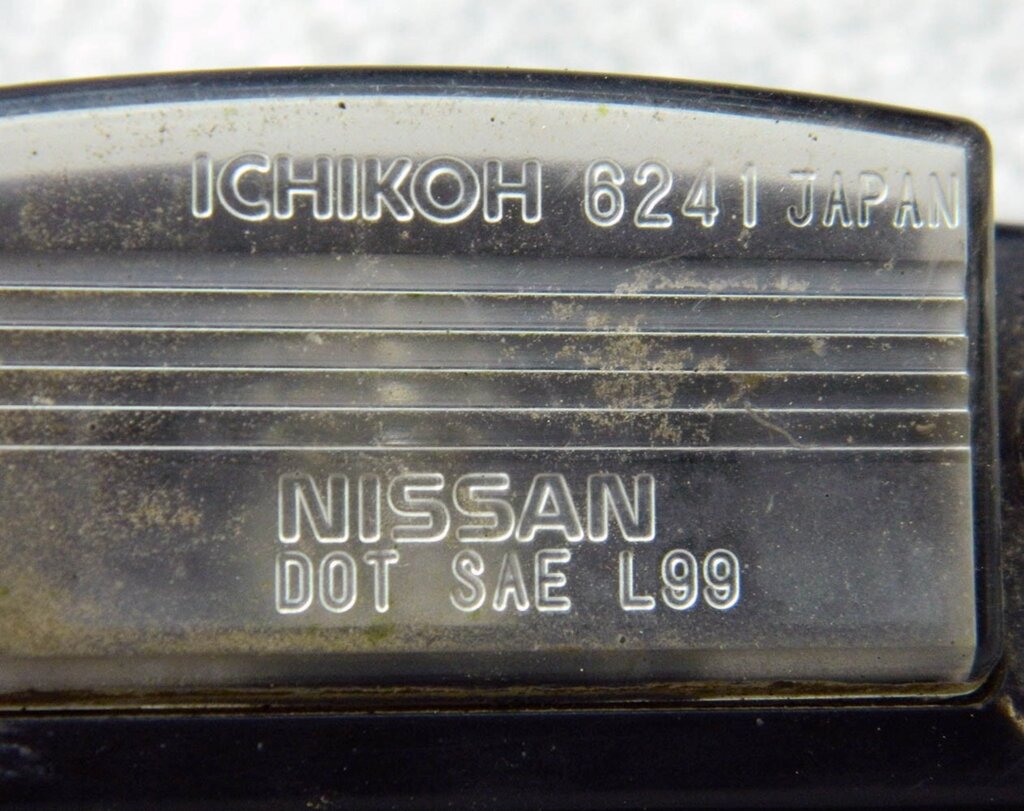 ICHIKOH 6241 JAPAN
NISSAN
DOT SAE L99